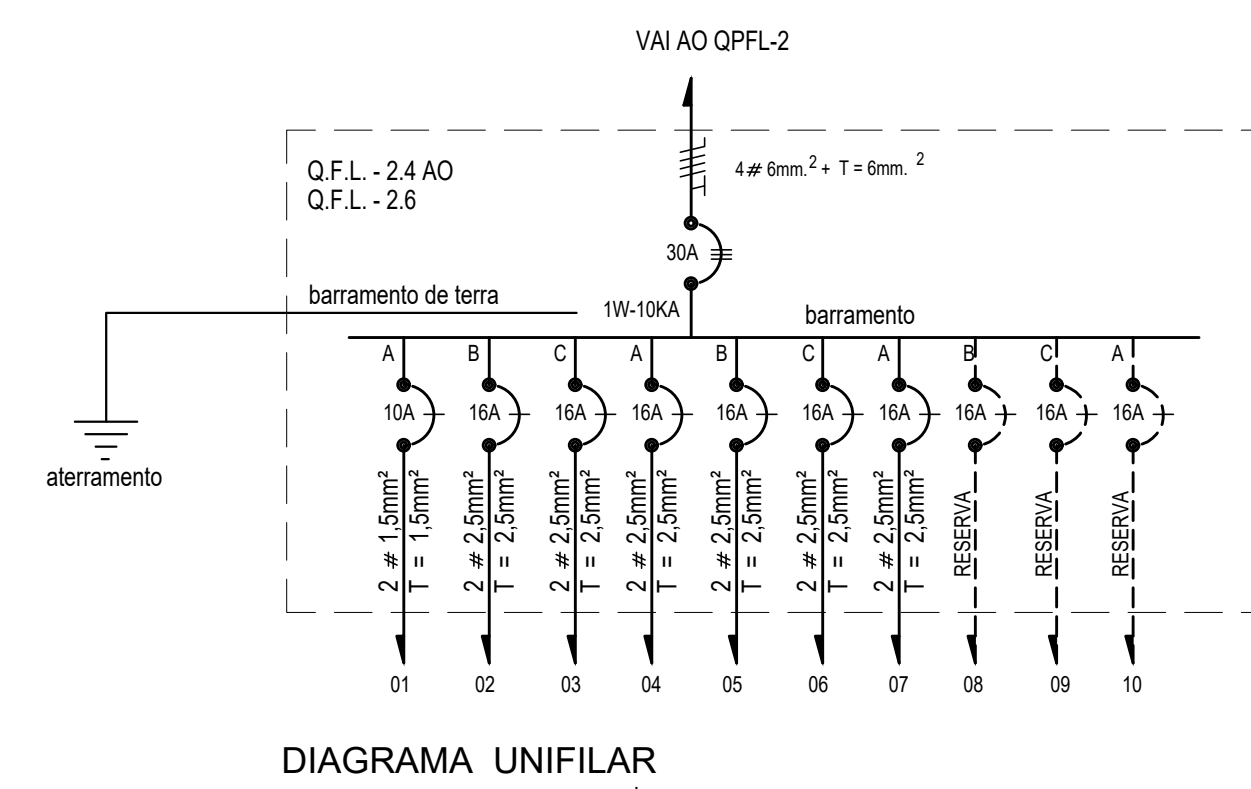 VAI AO QPFL-2
Q.F.L. - 2.4 AO
Q.F.L. - 2.6
4 # 6mm.² + T = 6mm. ²
30A
barramento de terra
1W-10KA
barramento
A B C A B C A B C A
10A 16A 16A 16A 16A 16A 16A 16A 16A 16A
aterramento
2 # 1,5mm²
T = 1,5mm²
2 # 2,5mm²
T = 2,5mm²
2 # 2,5mm²
T = 2,5mm²
2 # 2,5mm²
T = 2,5mm²
2 # 2,5mm²
T = 2,5mm²
2 # 2,5mm²
T = 2,5mm²
2 # 2,5mm²
T = 2,5mm²
RESERVA
RESERVA
RESERVA
01 02 03 04 05 06 07 08 09 10
DIAGRAMA UNIFILAR